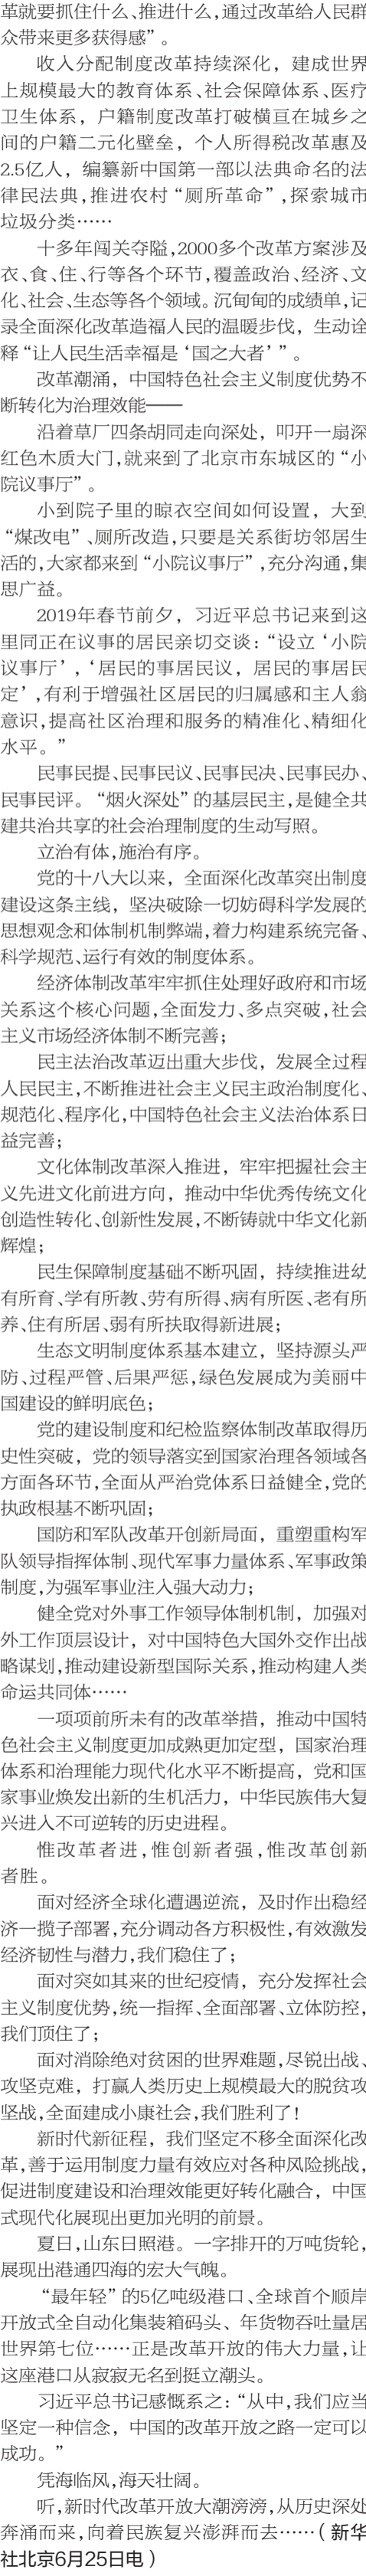 革就要抓住什么、推进什么,通过改革给人民群
众带来更多获得感”。
收入分配制度改革持续深化，建成世界
上规模最大的教育体系、社会保障体系、医疗
卫生体系，户籍制度改革打破横亘在城乡之
间的户籍二元化壁垒，个人所得税改革惠及
2.5亿人，编纂新中国第一部以法典命名的法
律民法典,推进农村“厕所革命”,探索城市
垃圾分类……
十多年闯关夺隘,2000多个改革方案涉及
衣、食、住、行等各个环节,覆盖政治、经济、文
化、社会、生态等各个领域。沉甸甸的成绩单,记
录全面深化改革造福人民的温暖步伐，生动诠
释“让人民生活幸福是‘国之大者’”。
改革潮涌，中国特色社会主义制度优势不
断转化为治理效能——
沿着草厂四条胡同走向深处，叩开一扇深
红色木质大门,就来到了北京市东城区的“小
院议事厅”。
小到院子里的晾衣空间如何设置，大到
“煤改电”、厕所改造,只要是关系街坊邻居生
活的,大家都来到“小院议事厅”,充分沟通,集
思广益。
2019年春节前夕，习近平总书记来到这
里同正在议事的居民亲切交谈:“设立‘小院
议事厅’,‘居民的事居民议，居民的事居民
定’,有利于增强社区居民的归属感和主人翁
意识,提高社区治理和服务的精准化、精细化
水平。”
民事民提、民事民议、民事民决、民事民办、
民事民评。“烟火深处”的基层民主,是健全共
建共治共享的社会治理制度的生动写照。
立治有体,施治有序。
党的十八大以来，全面深化改革突出制度
建设这条主线，坚决破除一切妨碍科学发展的
思想观念和体制机制弊端,着力构建系统完备、
科学规范、运行有效的制度体系。
经济体制改革牢牢抓住处理好政府和市场
关系这个核心问题,全面发力、多点突破,社会
主义市场经济体制不断完善;
民主法治改革迈出重大步伐，发展全过程
人民民主,不断推进社会主义民主政治制度化、
规范化、程序化,中国特色社会主义法治体系日
益完善;
文化体制改革深入推进，牢牢把握社会主
义先进文化前进方向，推动中华优秀传统文化
创造性转化、创新性发展,不断铸就中华文化新
辉煌;
民生保障制度基础不断巩固，持续推进幼
有所育、学有所教、劳有所得、病有所医、老有所
养、住有所居、弱有所扶取得新进展;
生态文明制度体系基本建立，坚持源头严
防、过程严管、后果严惩,绿色发展成为美丽中
国建设的鲜明底色;
党的建设制度和纪检监察体制改革取得历
史性突破，党的领导落实到国家治理各领域各
方面各环节,全面从严治党体系日益健全,党的
执政根基不断巩固;
国防和军队改革开创新局面，重塑重构军
队领导指挥体制、现代军事力量体系、军事政策
制度,为强军事业注入强大动力;
健全党对外事工作领导体制机制，加强对
外工作顶层设计，对中国特色大国外交作出战
略谋划,推动建设新型国际关系,推动构建人类
命运共同体……
一项项前所未有的改革举措，推动中国特
色社会主义制度更加成熟更加定型，国家治理
体系和治理能力现代化水平不断提高，党和国
家事业焕发出新的生机活力，中华民族伟大复
兴进入不可逆转的历史进程。
惟改革者进,惟创新者强,惟改革创新
者胜。
面对经济全球化遭遇逆流，及时作出稳经
济一揽子部署,充分调动各方积极性,有效激发
经济韧性与潜力,我们稳住了;
面对突如其来的世纪疫情，充分发挥社会
主义制度优势,统一指挥、全面部署、立体防控,
我们顶住了;
面对消除绝对贫困的世界难题,尽锐出战、
攻坚克难，打赢人类历史上规模最大的脱贫攻
坚战,全面建成小康社会,我们胜利了!
新时代新征程，我们坚定不移全面深化改
革,善于运用制度力量有效应对各种风险挑战,
促进制度建设和治理效能更好转化融合，中国
式现代化展现出更加光明的前景。
夏日,山东日照港。一字排开的万吨货轮,
展现出港通四海的宏大气魄。
“最年轻”的5亿吨级港口、全球首个顺岸
开放式全自动化集装箱码头、年货物吞吐量居
世界第七位……正是改革开放的伟大力量,让
这座港口从寂寂无名到挺立潮头。
习近平总书记感慨系之:“从中,我们应当
坚定一种信念，中国的改革开放之路一定可以
成功。”
凭海临风,海天壮阔。
听,新时代改革开放大潮滂滂,从历史深处
奔涌而来,向着民族复兴澎湃而去……(新华
社北京6月25日电)